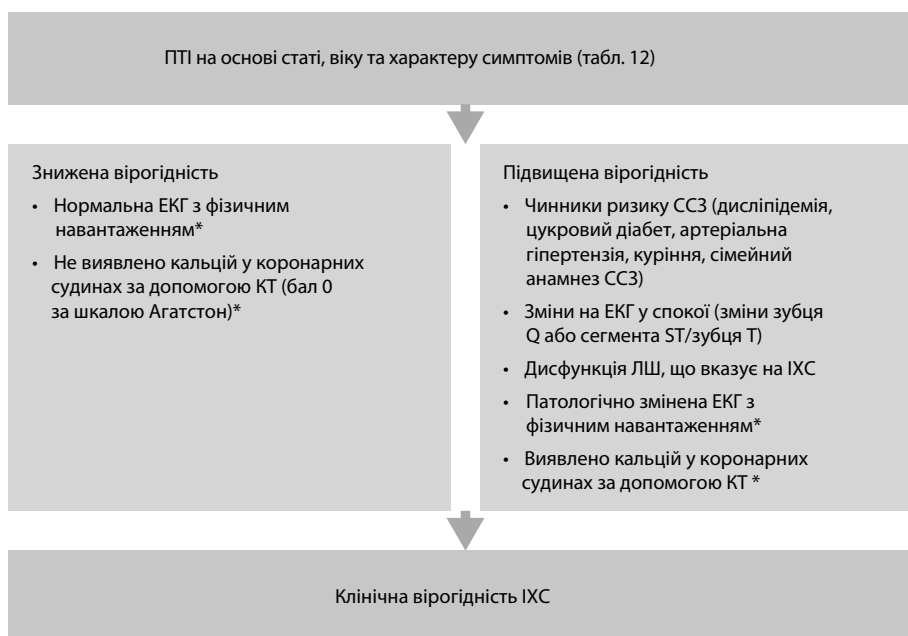 ПТІ на основі статі, віку та характеру симптомів (табл. 12)
Знижена вірогідність
• Нормальна ЕКГ з фізичним
навантаженням*
• Не виявлено кальцій у коронарних
судинах за допомогою КТ (бал 0
за шкалою Агатстон)*
Підвищена вірогідність
• Чинники ризику ССЗ (дисліпідемія,
цукровий діабет, артеріальна
гіпертензія, куріння, сімейний
анамнез ССЗ)
• Зміни на ЕКГ у спокої (зміни зубця
Q або сегмента ST/зубця T)
• Дисфункція ЛШ, що вказує на ІХС
• Патологічно змінена ЕКГ з
фізичним навантаженням*
• Виявлено кальцій у коронарних
судинах за допомогою КТ *
Клінічна вірогідність ІХС